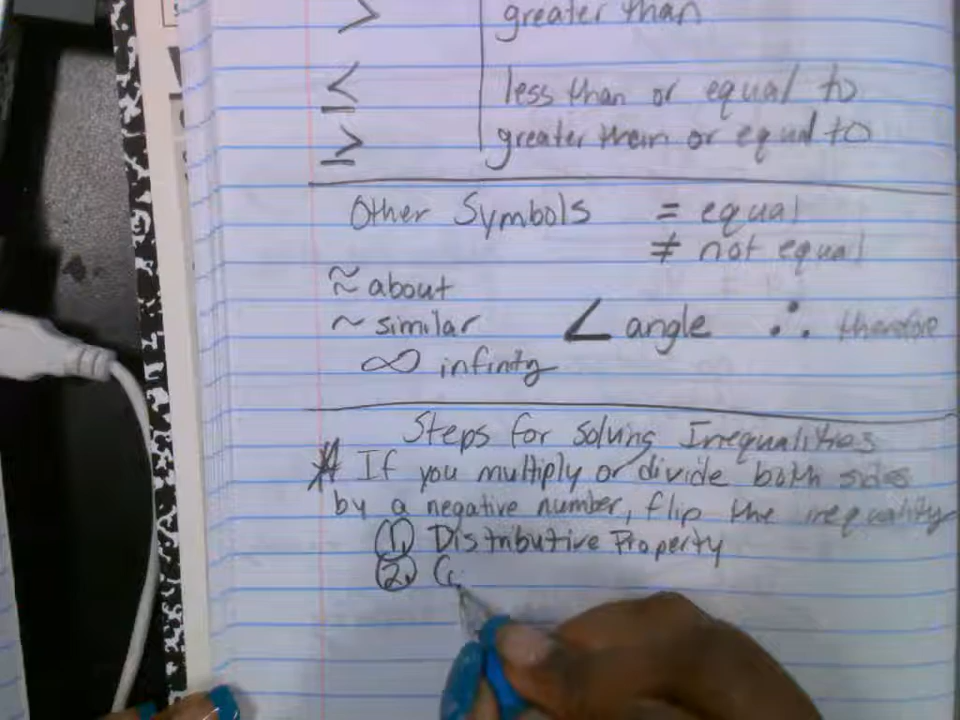 > greater than
≤ less than or equal to
≥ greater than or equal to
Other Symbols = equal
≠ not equal
≈ about
~ similar ∠ angle ∴ therefore
∞ infinty
Steps for solving Inequalities
* If you multiply or divide both sides
by a negative number, flip the inequality
1. Distributive Property
2. C